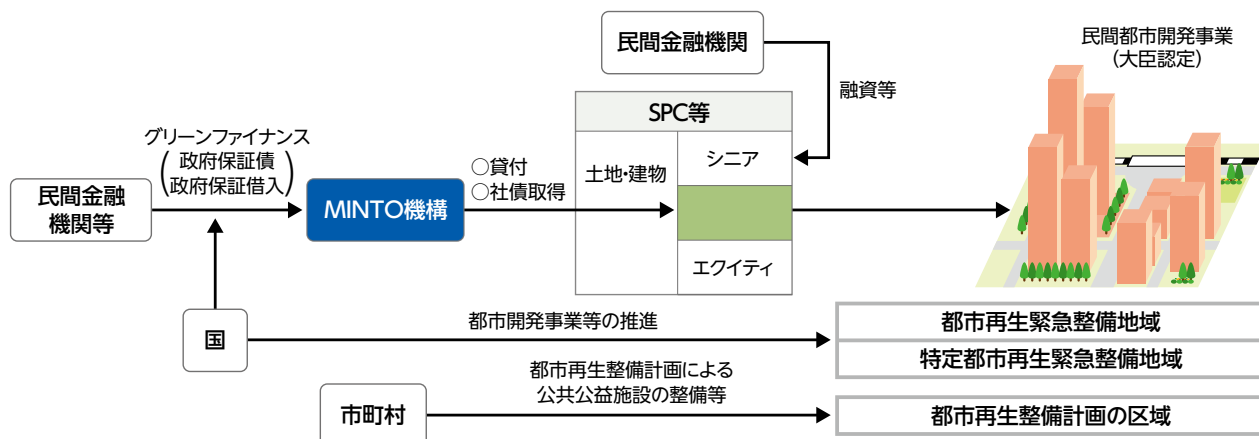 民間金融機関
民間都市開発事業
(大臣認定)
融資等
SPC等
グリーンファイナンス
政府保証債
政府保証借入
○貸付
○社債取得
土地・建物
シニア
民間金融
機関等
MINTO機構
エクイティ
国
都市開発事業等の推進
都市再生緊急整備地域
特定都市再生緊急整備地域
都市再生整備計画による
公共公益施設の整備等
市町村
都市再生整備計画の区域